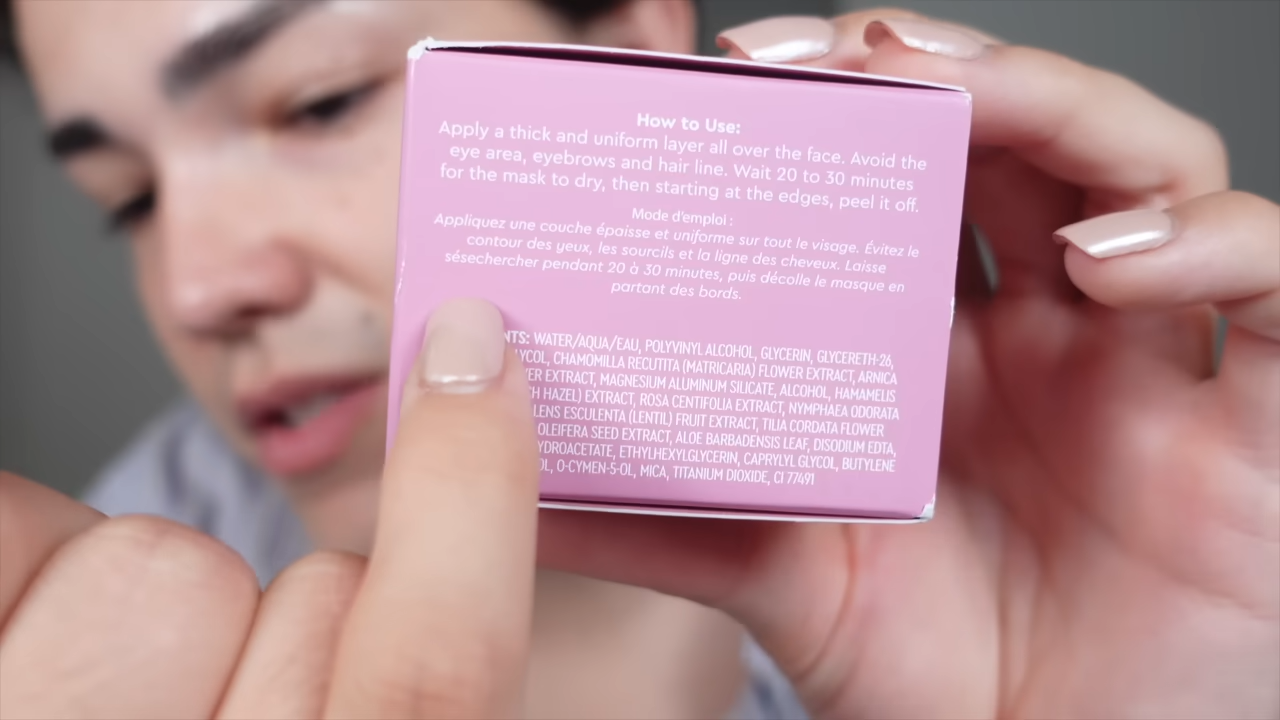 How to Use:
Apply a thick and uniform layer all over the face. Avoid the
eye area, eyebrows and hair line. Wait 20 to 30 minutes
for the mask to dry, then starting at the edges, peel it off.
Mode d'emploi :
Appliquez une couche épaisse et uniforme sur tout le visage. Évitez le
contour des yeux, les sourcils et la ligne des cheveux. Laisse
sésechercher pendant 20 à 30 minutes, puis décolle le masque en
partant des bords.
NTS: WATER/AQUA/EAU, POLYVINYL ALCOHOL, GLYCERIN, GLYCERETH-26,
YCOL, CHAMOMILLA RECUTITA (MATRICARIA) FLOWER EXTRACT, ARNICA
ER EXTRACT, MAGNESIUM ALUMINUM SILICATE, ALCOHOL, HAMAMELIS
H HAZEL) EXTRACT, ROSA CENTIFOLIA EXTRACT, NYMPHAEA ODORATA
LENS ESCULENTA (LENTIL) FRUIT EXTRACT, TILIA CORDATA FLOWER
OLEIFERA SEED EXTRACT, ALOE BARBADENSIS LEAF, DISODIUM EDTA,
YDROACETATE, ETHYLHEXYLGLYCERIN, CAPRYLYL GLYCOL, BUTYLENE
OL, O-CYMEN-5-OL, MICA, TITANIUM DIOXIDE, CI 77491